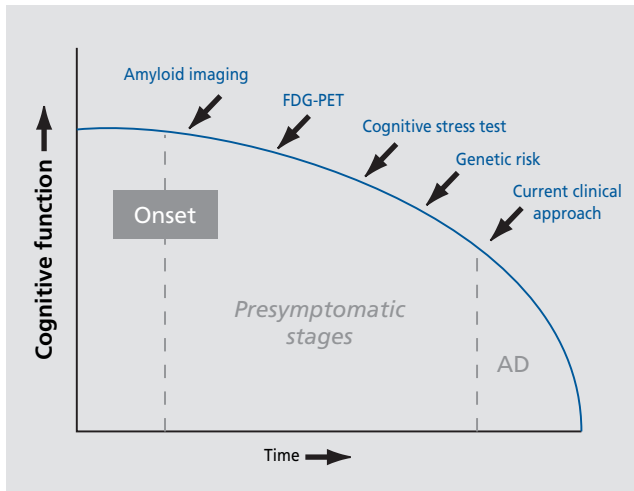 Amyloid imaging
FDG-PET
Cognitive stress test
Genetic risk
Current clinical
approach
Cognitive function
Onset
Presymptomatic
stages
AD
Time